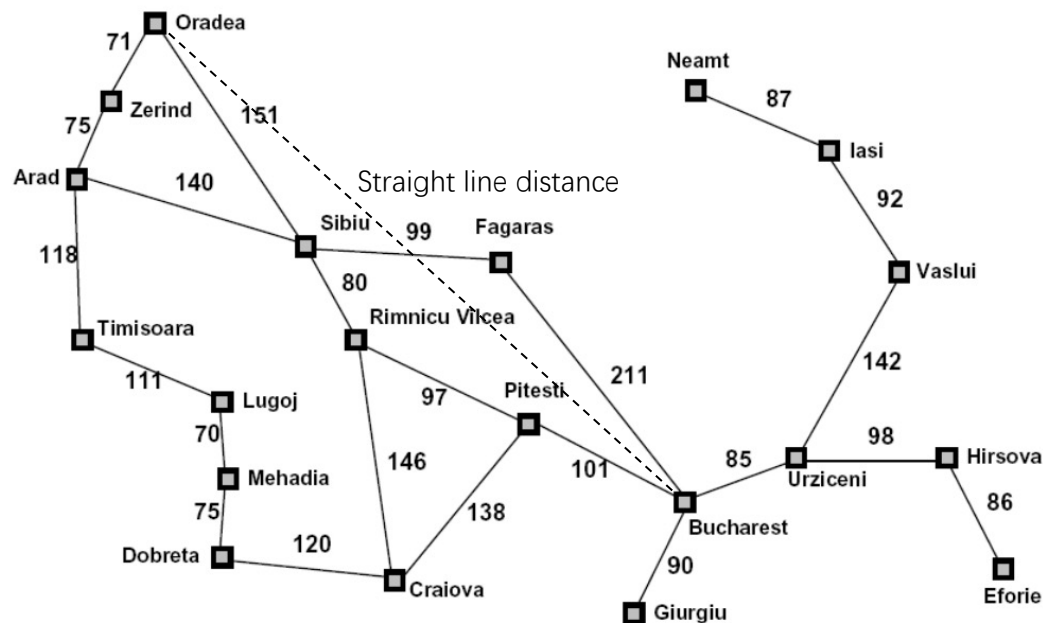 Oradea
71
Neamt
87
Zerind
151
75
Iasi
Arad
140
Straight line distance
92
Sibiu
99
Fagaras
118
Vaslui
80
Rimnicu Vilcea
Timisoara
142
111
211
Pitesti
97
Lugoj
70
98
146
101
85
Hirsova
Mehadia
Urziceni
75
138
86
Bucharest
Dobreta
120
90
Craiova
Eforie
Giurgiu